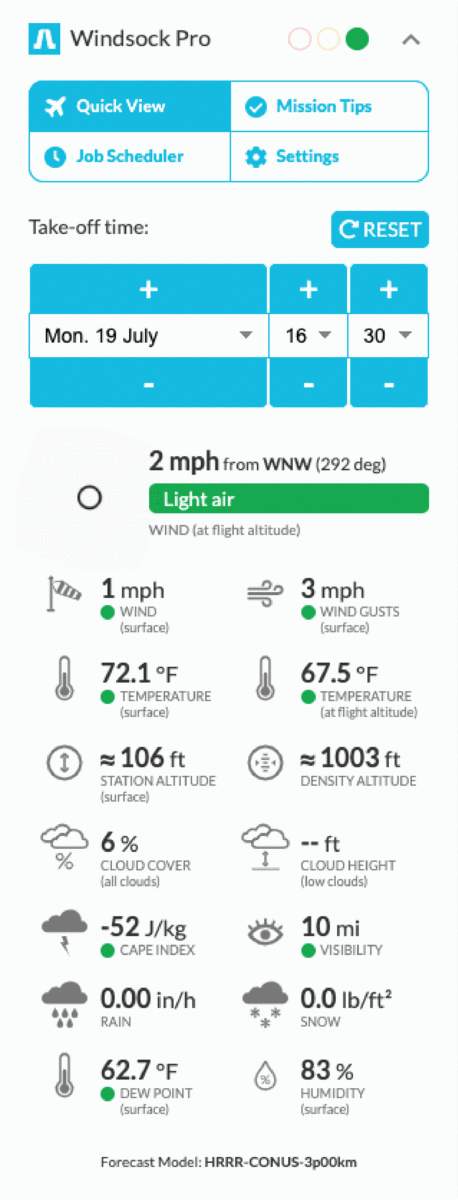 Windsock Pro
Quick View
Mission Tips
Job Scheduler
Settings
Take-off time:
RESET
+ + +
Mon. 19 July 16 30
- - -
2 mph from WNW (292 deg)
Light air
WIND (at flight altitude)
1 mph
WIND
(surface)
3 mph
WIND GUSTS
(surface)
72.1 °F
TEMPERATURE
(surface)
67.5 °F
TEMPERATURE
(at flight altitude)
≈ 106 ft
STATION ALTITUDE
(surface)
≈ 1003 ft
DENSITY ALTITUDE
6 %
CLOUD COVER
(all clouds)
-- ft
CLOUD HEIGHT
(low clouds)
-52 J/kg
CAPE INDEX
10 mi
VISIBILITY
0.00 in/h
RAIN
0.0 lb/ft²
SNOW
62.7 °F
DEW POINT
(surface)
83 %
HUMIDITY
(surface)
Forecast Model: HRRR-CONUS-3p00km